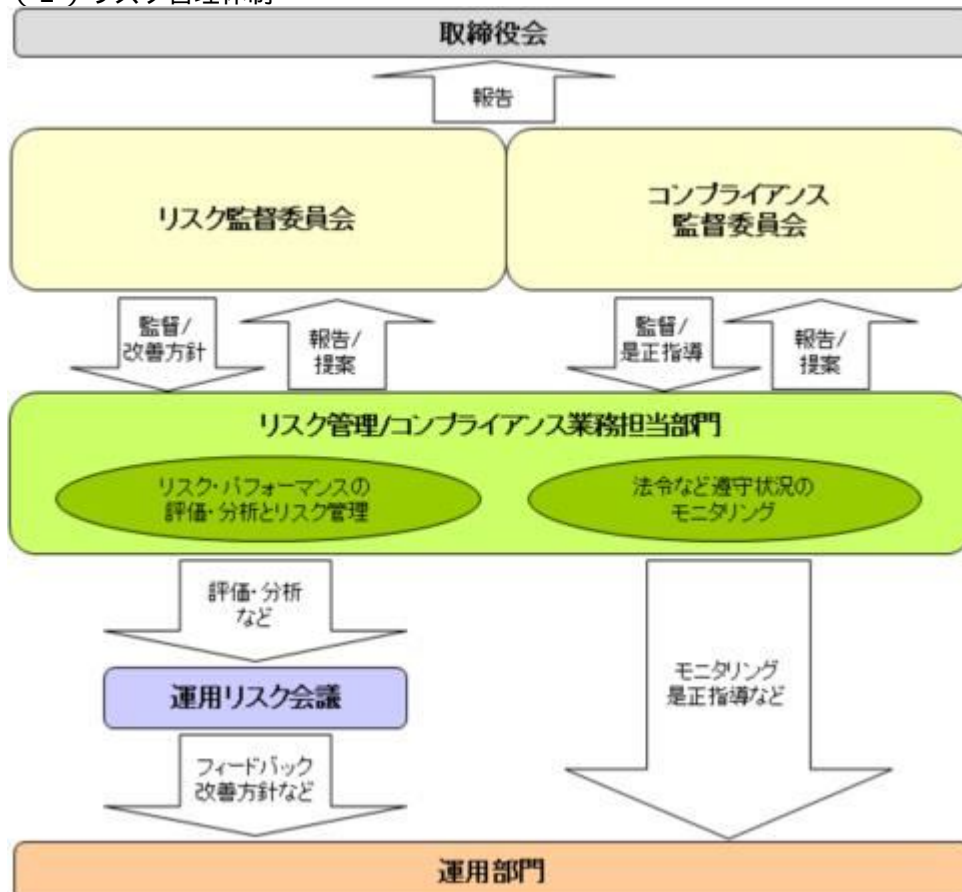 取締役会
報告
リスク監督委員会
コンプライアンス
監督委員会
監督/
改善方針
報告/
提案
監督/
是正指導
報告/
提案
リスク管理/コンプライアンス業務担当部門
リスク・パフォーマンスの
評価・分析とリスク管理
法令など遵守状況の
モニタリング
評価・分析
など
運用リスク会議
モニタリング
是正指導など
フィードバック
改善方針など
運用部門